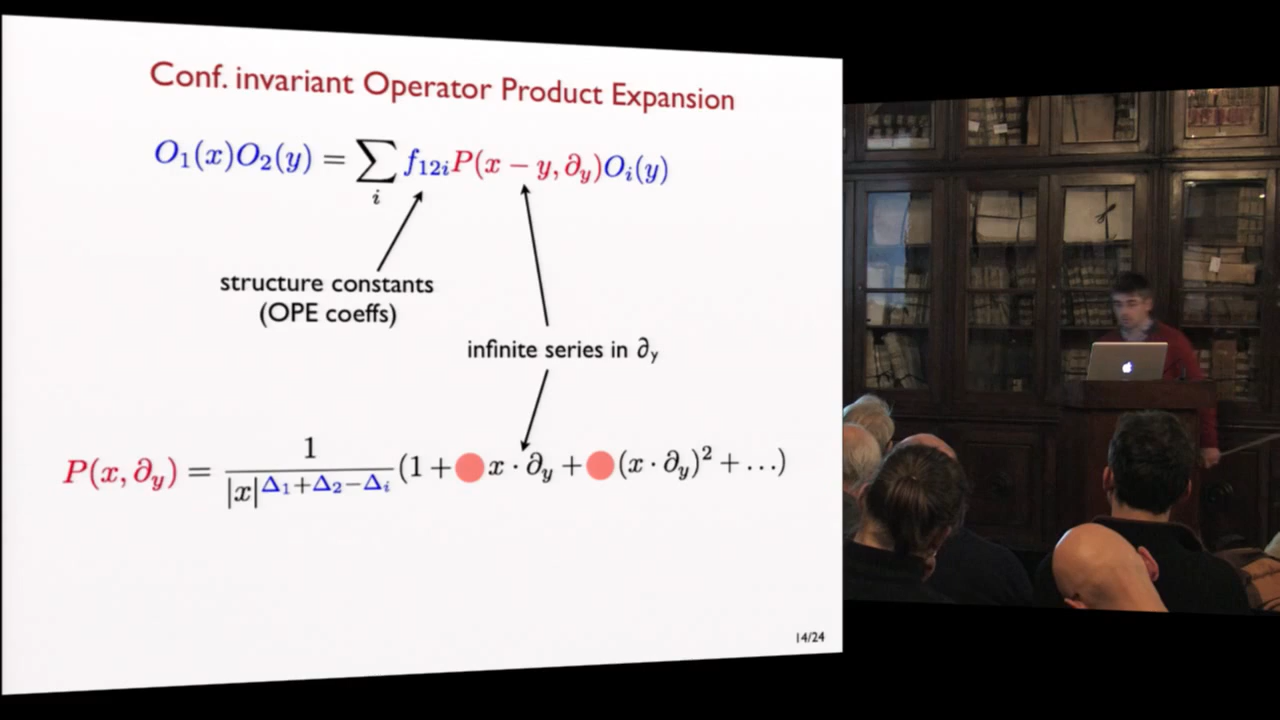 Conf. invariant Operator Product Expansion
O₁(x)O₂(y) = ∑ᵢ f₁₂ᵢP(x − y, ∂_y)Oᵢ(y)
structure constants
(OPE coeffs)
infinite series in ∂_y
P(x, ∂_y) = 1/|x|^{Δ₁+Δ₂−Δᵢ} (1 + x · ∂_y + (x · ∂_y)² + …)
14/24